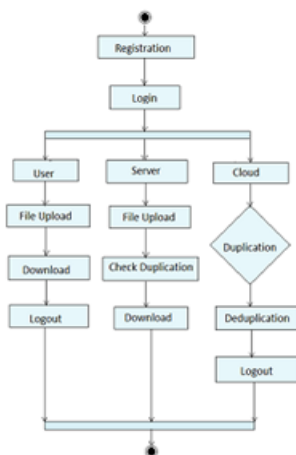 Registration
Login
User
Server
Cloud
File Upload
File Upload
Duplication
Download
Check Duplication
Logout
Download
Deduplication
Logout